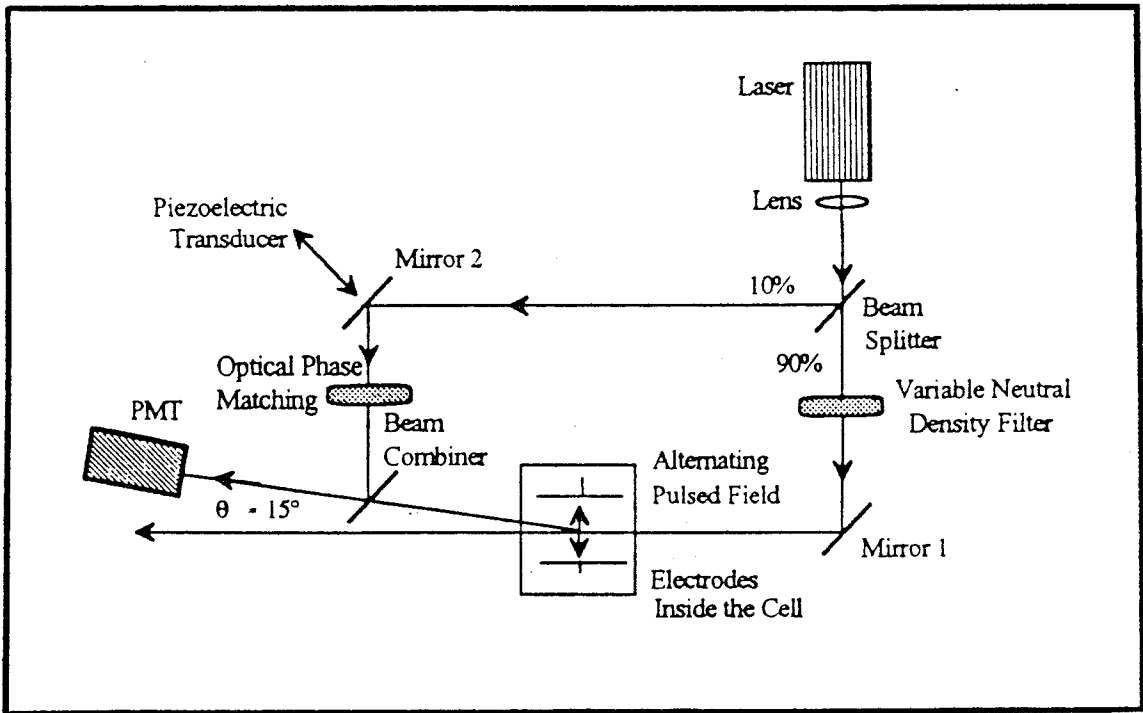 Laser
Lens
Piezoelectric
Transducer
Mirror 2
10%
Beam
Splitter
90%
Optical Phase
Matching
Variable Neutral
Density Filter
PMT
Beam
Combiner
Alternating
Pulsed Field
θ - 15°
Mirror 1
Electrodes
Inside the Cell